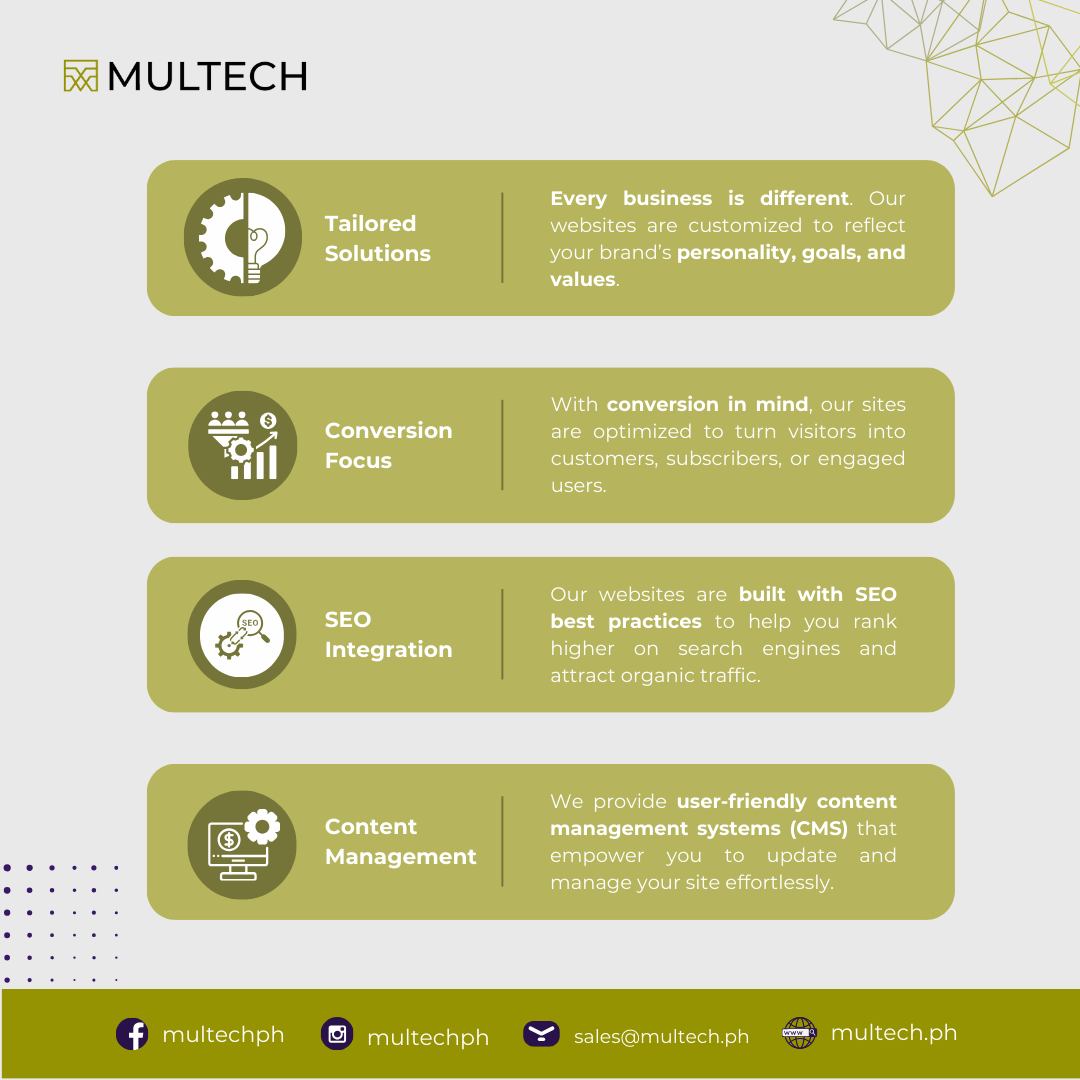 MULTECH
Tailored
Solutions
Every business is different. Our
websites are customized to reflect
your brand's personality, goals, and
values.
Conversion
Focus
With conversion in mind, our sites
are optimized to turn visitors into
customers, subscribers, or engaged
users.
SEO
SEO
Integration
Our websites are built with SEO
best practices to help you rank
higher on search engines and
attract organic traffic.
Content
Management
We provide user-friendly content
management systems (CMS) that
empower you to update and
manage your site effortlessly.
multechph
multechph
sales@multech.ph
www
multech.ph